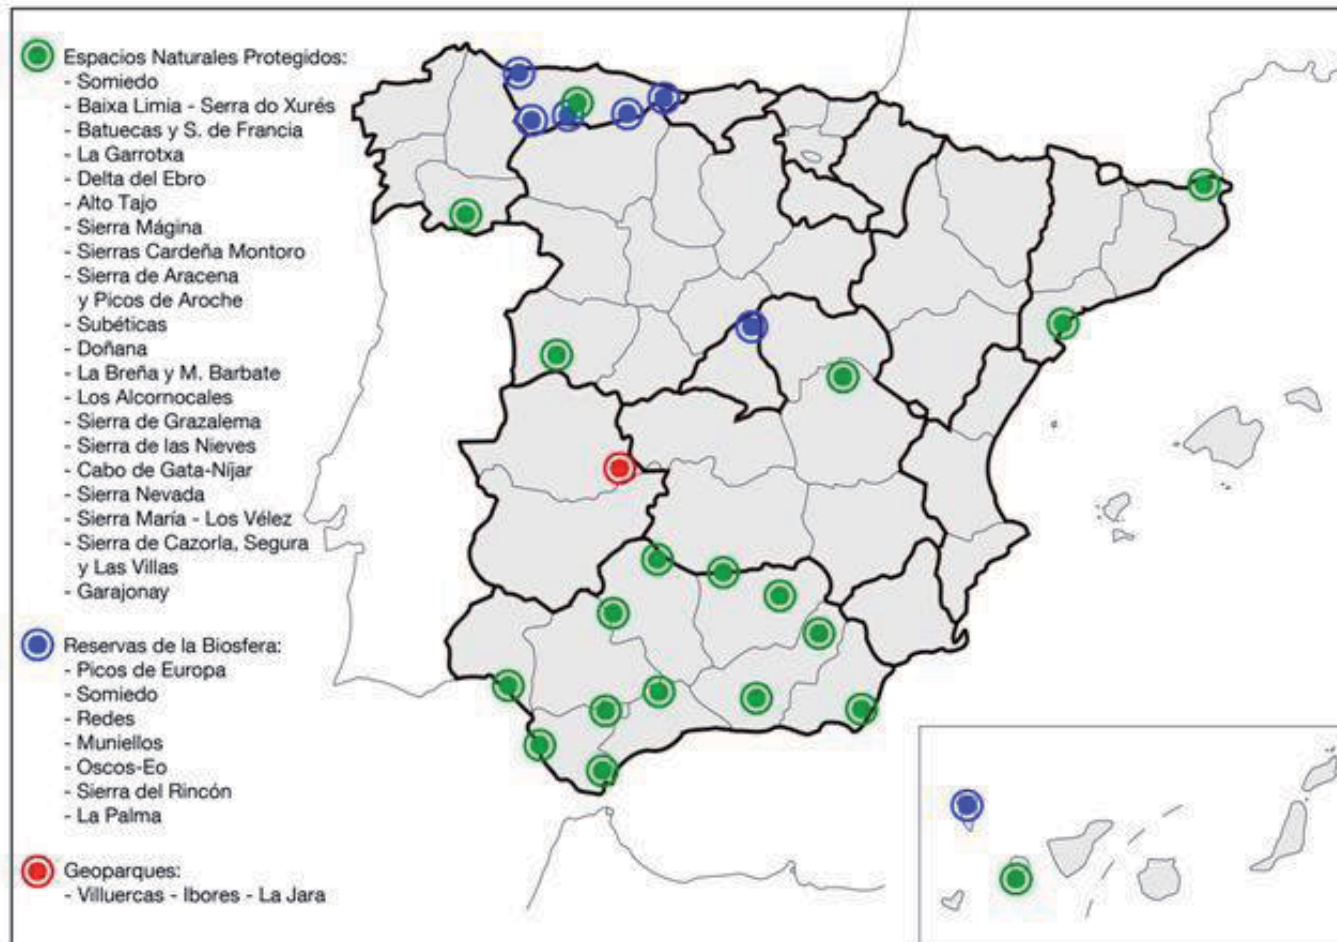 Espacios Naturales Protegidos:
- Somiedo
- Baixa Limia - Serra do Xurés
- Batuecas y S. de Francia
- La Garrotxa
- Delta del Ebro
- Alto Tajo
- Sierra Mágina
- Sierras Cardeña Montoro
- Sierra de Aracena
y Picos de Aroche
- Subéticas
- Doñana
- La Breña y M. Barbate
- Los Alcornocales
- Sierra de Grazalema
- Sierra de las Nieves
- Cabo de Gata-Níjar
- Sierra Nevada
- Sierra María - Los Vélez
- Sierra de Cazorla, Segura
y Las Villas
- Garajonay
Reservas de la Biosfera:
- Picos de Europa
- Somiedo
- Redes
- Muniellos
- Oscos-Eo
- Sierra del Rincón
- La Palma
Geoparques:
- Villuercas - Ibores - La Jara